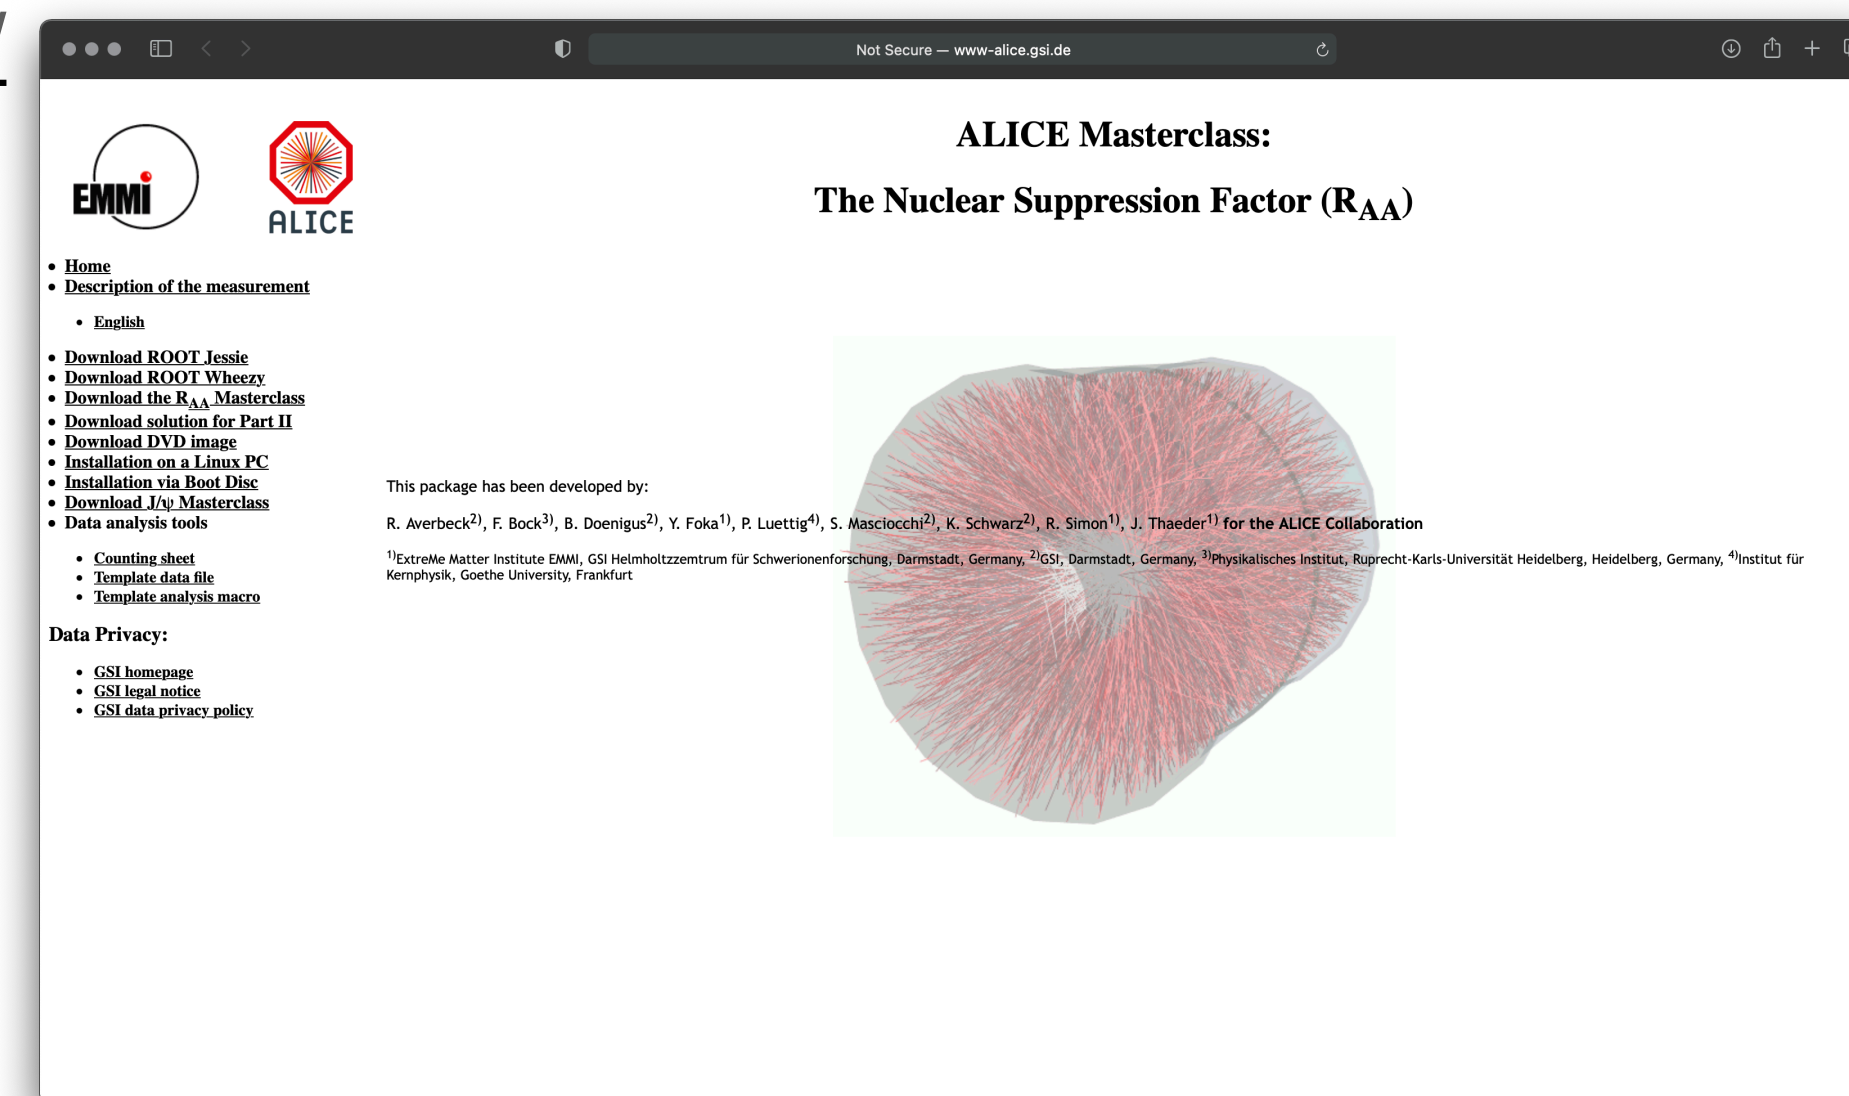 Not Secure — www-alice.gsi.de
EMMi
ALICE
ALICE Masterclass:
The Nuclear Suppression Factor (RAA)
Home
Description of the measurement
English
Download ROOT Jessie
Download ROOT Wheezy
Download the RAA Masterclass
Download solution for Part II
Download DVD image
Installation on a Linux PC
Installation via Boot Disc
Download J/ψ Masterclass
Data analysis tools
Counting sheet
Template data file
Template analysis macro
Data Privacy:
GSI homepage
GSI legal notice
GSI data privacy policy
This package has been developed by:
R. Averbeck2), F. Bock3), B. Doenigus2), Y. Foka1), P. Luettig4), S. Masciocchi2), K. Schwarz2), R. Simon1), J. Thaeder1) for the ALICE Collaboration
1)ExtreMe Matter Institute EMMI, GSI Helmholtzzemtrum für Schwerionenforschung, Darmstadt, Germany, 2)GSI, Darmstadt, Germany, 3)Physikalisches Institut, Ruprecht-Karls-Universität Heidelberg, Heidelberg, Germany, 4)Institut für
Kernphysik, Goethe University, Frankfurt